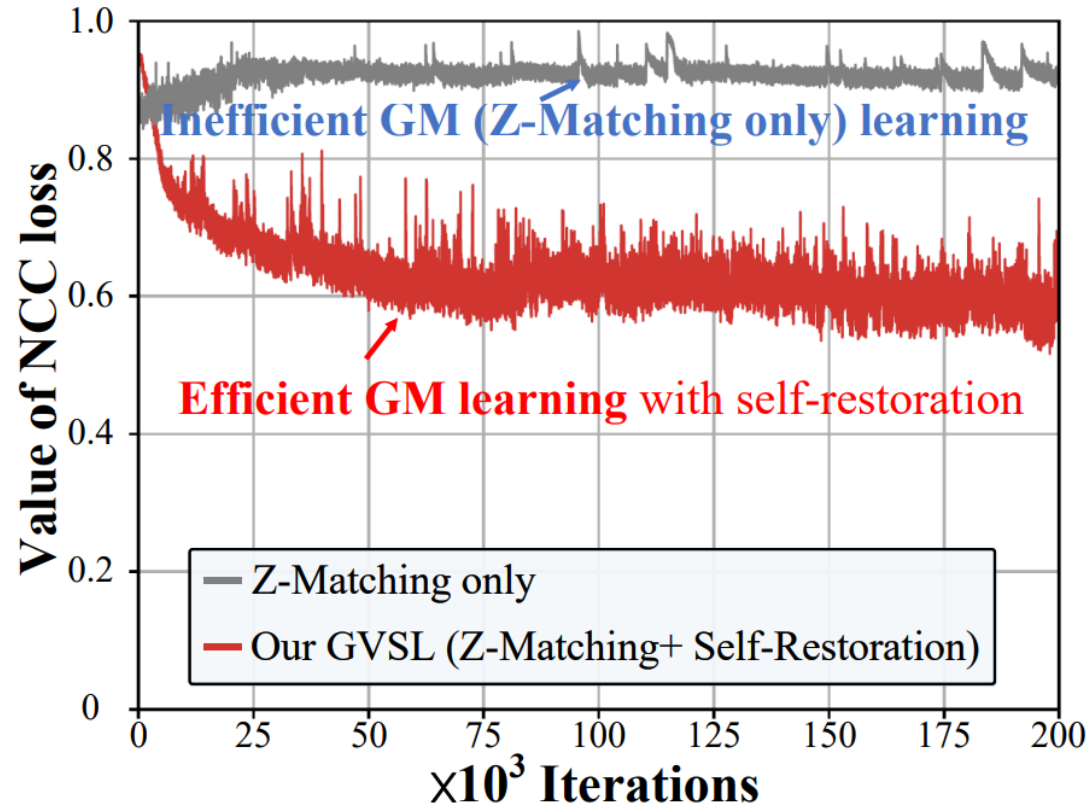 Value of NCC loss
1.0
0.8
0.6
0.4
0.2
0
Inefficient GM (Z-Matching only) learning
Efficient GM learning with self-restoration
Z-Matching only
Our GVSL (Z-Matching+ Self-Restoration)
0 25 50 75 100 125 150 175 200
×10³ Iterations